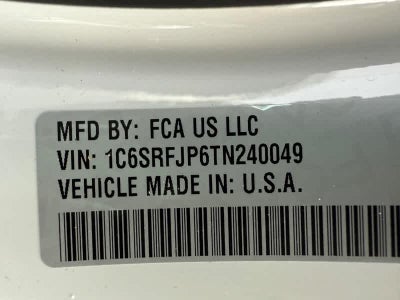 MFD BY: FCA US LLC
VIN: 1C6SRFJP6TN240049
VEHICLE MADE IN: U.S.A.